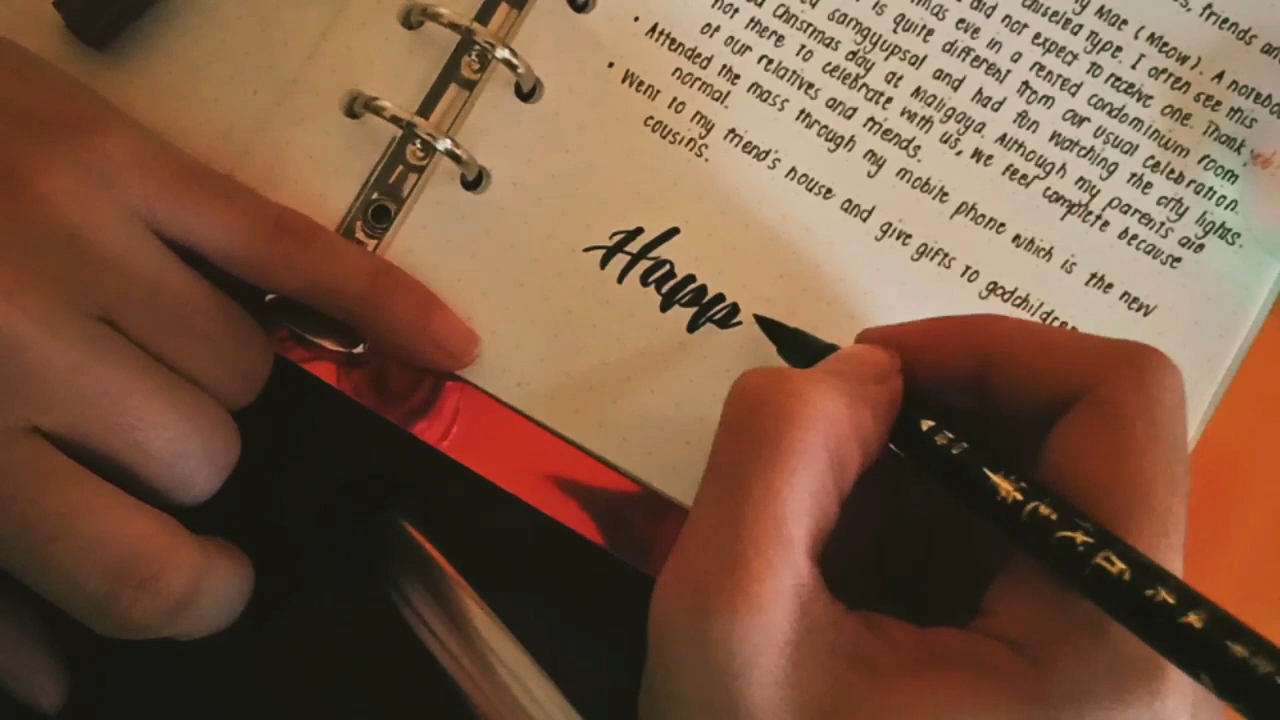 s, friends an
y Mae (Meow). A notebo
chiseled type. I often see this
did not expect to receive one. Thank
mas eve in a rented condominium room
is quite different from our usual celebration.
samgyupsal and had fun watching the city lights.
d Christmas day at Maligaya. Although my parents are
not there to celebrate with us, we feel complete because
of our relatives and friends.
• Attended the mass through my mobile phone which is the new
normal.
• Went to my friend's house and give gifts to godchildren
cousins.
Happ